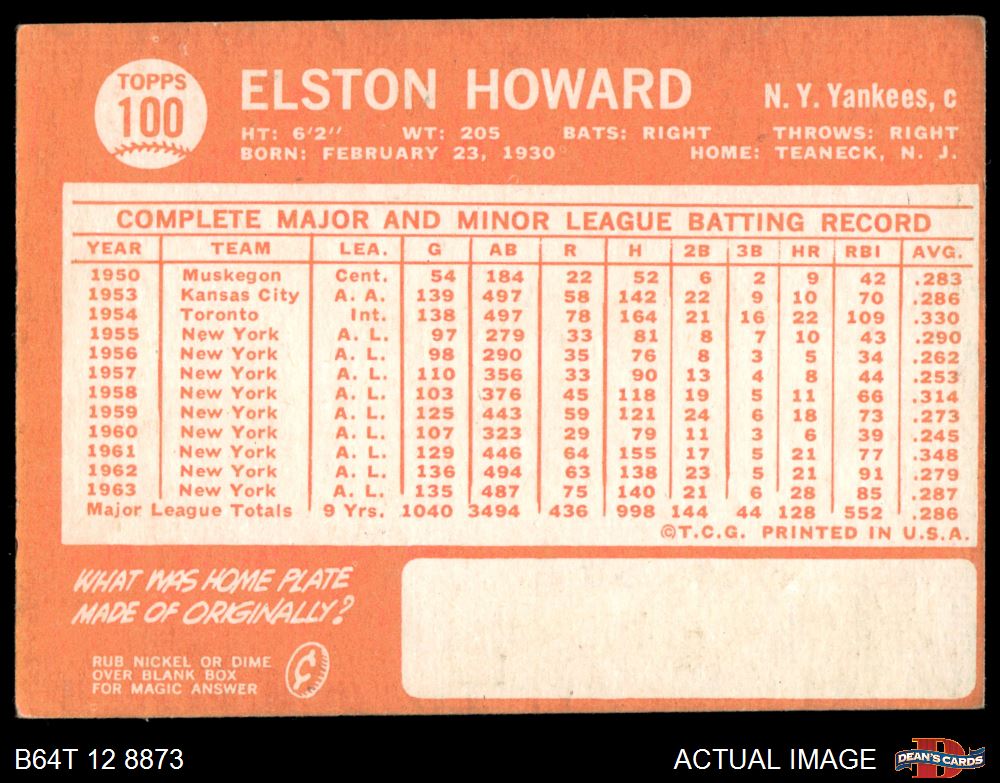 TOPPS
100
ELSTON HOWARD
N. Y. Yankees, c
HT: 6'2" WT: 205 BATS: RIGHT THROWS: RIGHT
BORN: FEBRUARY 23, 1930 HOME: TEANECK, N. J.
COMPLETE MAJOR AND MINOR LEAGUE BATTING RECORD
YEAR TEAM LEA. G AB R H 2B 3B HR RBI AVG.
1950 Muskegon Cent. 54 184 22 52 6 2 9 42 .283
1953 Kansas City A. A. 139 497 58 142 22 9 10 70 .286
1954 Toronto Int. 138 497 78 164 21 16 22 109 .330
1955 New York A. L. 97 279 33 81 8 7 10 43 .290
1956 New York A. L. 98 290 35 76 8 3 5 34 .262
1957 New York A. L. 110 356 33 90 13 4 8 44 .253
1958 New York A. L. 103 376 45 118 19 5 11 66 .314
1959 New York A. L. 125 443 59 121 24 6 18 73 .273
1960 New York A. L. 107 323 29 79 11 3 6 39 .245
1961 New York A. L. 129 446 64 155 17 5 21 77 .348
1962 New York A. L. 136 494 63 138 23 5 21 91 .279
1963 New York A. L. 135 487 75 140 21 6 28 85 .287
Major League Totals 9 Yrs. 1040 3494 436 998 144 44 128 552 .286
©T.C.G. PRINTED IN U.S.A.
WHAT WAS HOME PLATE
MADE OF ORIGINALLY?
RUB NICKEL OR DIME
OVER BLANK BOX
FOR MAGIC ANSWER
B64T 12 8873
ACTUAL IMAGE
D
DEAN'S CARDS